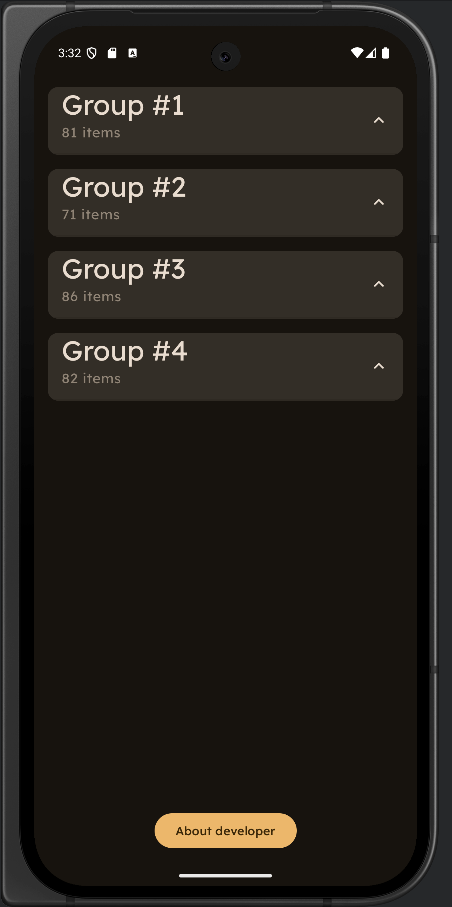 3:32
Group #1
81 items
Group #2
71 items
Group #3
86 items
Group #4
82 items
About developer